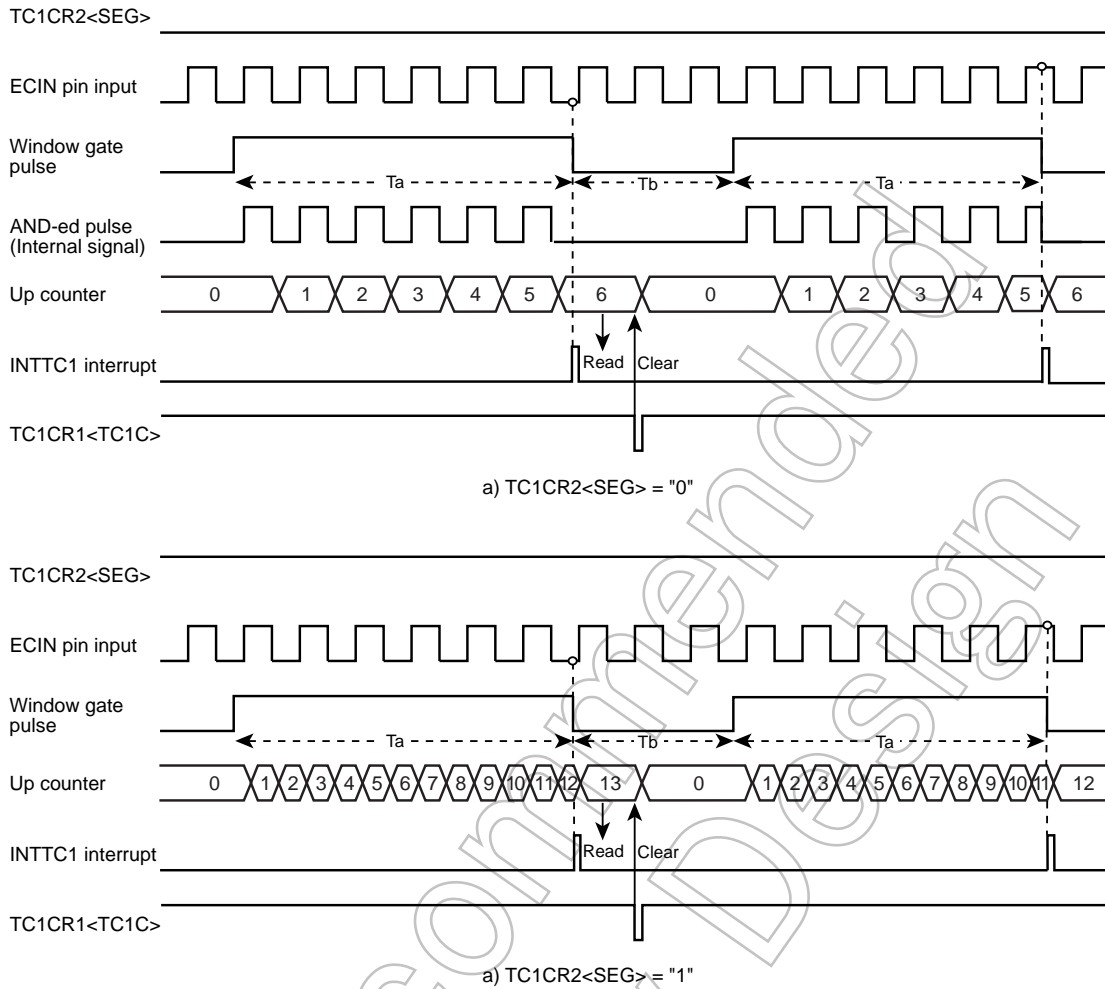 TC1CR2<SEG>
ECIN pin input
Window gate
pulse
Ta Tb Ta
AND-ed pulse
(Internal signal)
Up counter 0 1 2 3 4 5 6 0 1 2 3 4 5 6
INTTC1 interrupt Read Clear
TC1CR1<TC1C>
a) TC1CR2<SEG> = "0"
TC1CR2<SEG>
ECIN pin input
Window gate
pulse
Ta Tb Ta
Up counter 0 1 2 3 4 5 6 7 8 9 10 11 12 13 0 1 2 3 4 5 6 7 8 9 10 11 12
INTTC1 interrupt Read Clear
TC1CR1<TC1C>
a) TC1CR2<SEG> = "1"